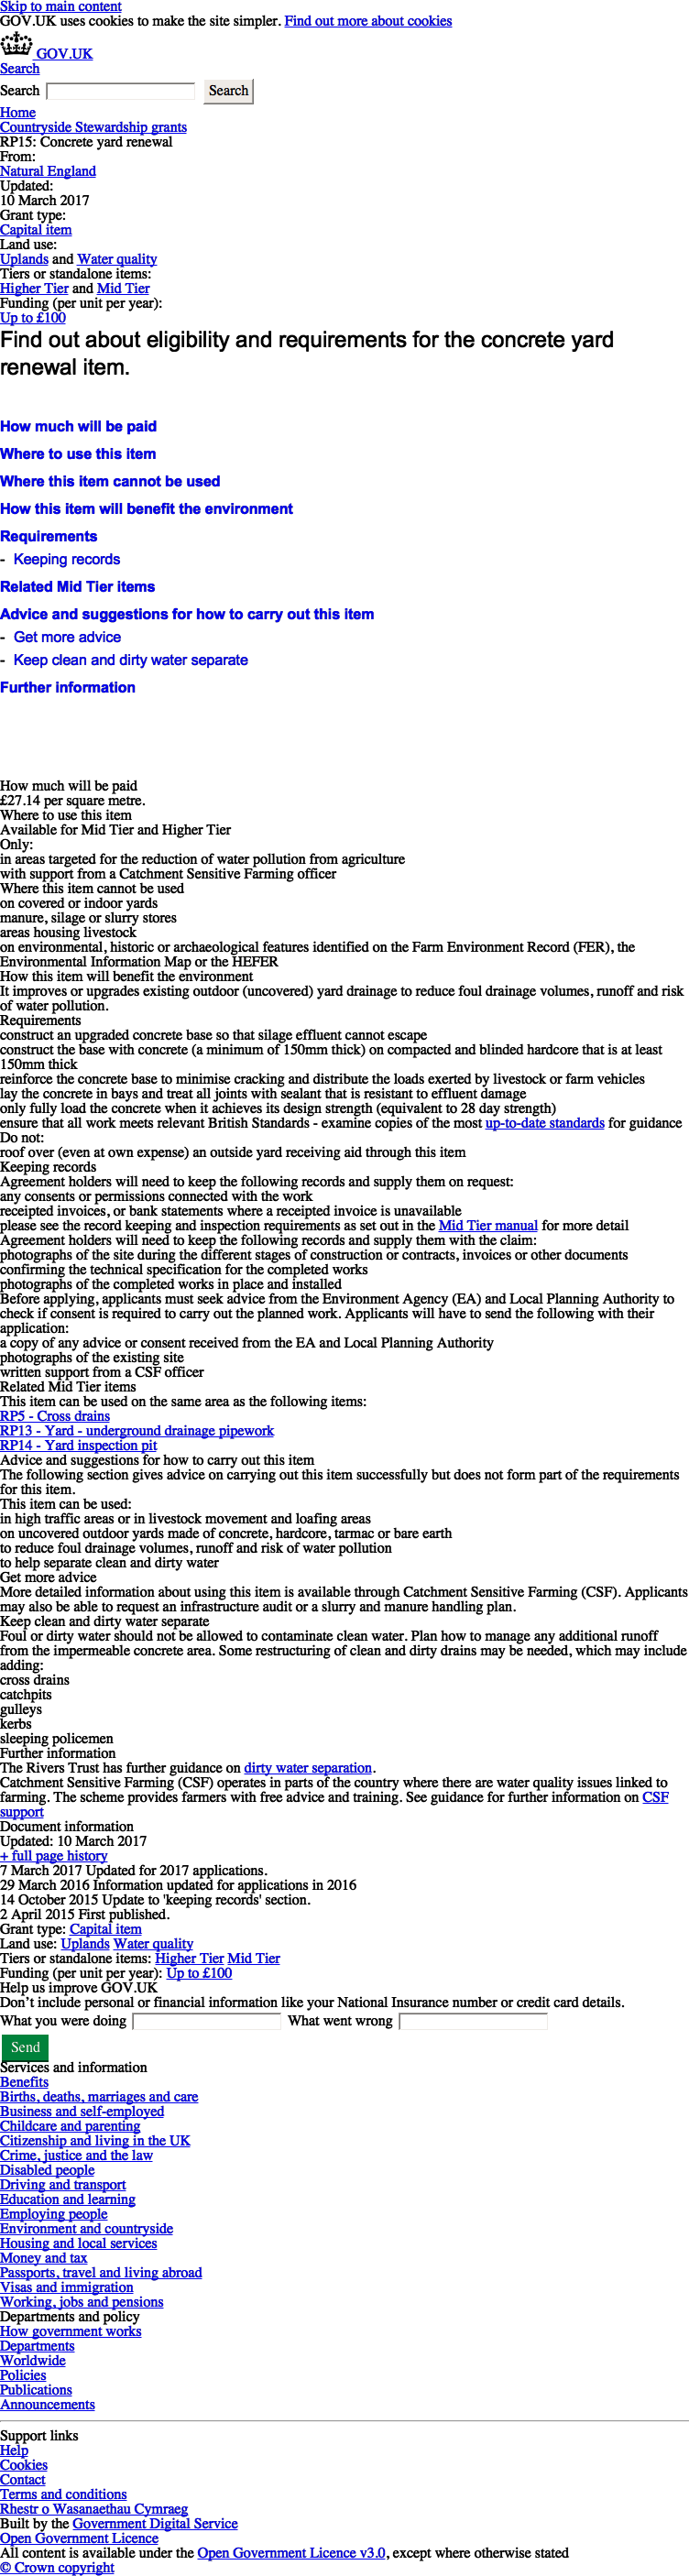 Skip to main content
GOV.UK uses cookies to make the site simpler. Find out more about cookies
GOV.UK
Search
Search Search
Home
Countryside Stewardship grants
RP15: Concrete yard renewal
From:
Natural England
Updated:
10 March 2017
Grant type:
Capital item
Land use:
Uplands and Water quality
Tiers or standalone items:
Higher Tier and Mid Tier
Funding (per unit per year):
Up to £100
Find out about eligibility and requirements for the concrete yard
renewal item.
How much will be paid
Where to use this item
Where this item cannot be used
How this item will benefit the environment
Requirements
- Keeping records
Related Mid Tier items
Advice and suggestions for how to carry out this item
- Get more advice
- Keep clean and dirty water separate
Further information
How much will be paid
£27.14 per square metre.
Where to use this item
Available for Mid Tier and Higher Tier
Only:
in areas targeted for the reduction of water pollution from agriculture
with support from a Catchment Sensitive Farming officer
Where this item cannot be used
on covered or indoor yards
manure, silage or slurry stores
areas housing livestock
on environmental, historic or archaeological features identified on the Farm Environment Record (FER), the
Environmental Information Map or the HEFER
How this item will benefit the environment
It improves or upgrades existing outdoor (uncovered) yard drainage to reduce foul drainage volumes, runoff and risk
of water pollution.
Requirements
construct an upgraded concrete base so that silage effluent cannot escape
construct the base with concrete (a minimum of 150mm thick) on compacted and blinded hardcore that is at least
150mm thick
reinforce the concrete base to minimise cracking and distribute the loads exerted by livestock or farm vehicles
lay the concrete in bays and treat all joints with sealant that is resistant to effluent damage
only fully load the concrete when it achieves its design strength (equivalent to 28 day strength)
ensure that all work meets relevant British Standards - examine copies of the most up-to-date standards for guidance
Do not:
roof over (even at own expense) an outside yard receiving aid through this item
Keeping records
Agreement holders will need to keep the following records and supply them on request:
any consents or permissions connected with the work
receipted invoices, or bank statements where a receipted invoice is unavailable
please see the record keeping and inspection requirements as set out in the Mid Tier manual for more detail
Agreement holders will need to keep the following records and supply them with the claim:
photographs of the site during the different stages of construction or contracts, invoices or other documents
confirming the technical specification for the completed works
photographs of the completed works in place and installed
Before applying, applicants must seek advice from the Environment Agency (EA) and Local Planning Authority to
check if consent is required to carry out the planned work. Applicants will have to send the following with their
application:
a copy of any advice or consent received from the EA and Local Planning Authority
photographs of the existing site
written support from a CSF officer
Related Mid Tier items
This item can be used on the same area as the following items:
RP5 - Cross drains
RP13 - Yard - underground drainage pipework
RP14 - Yard inspection pit
Advice and suggestions for how to carry out this item
The following section gives advice on carrying out this item successfully but does not form part of the requirements
for this item.
This item can be used:
in high traffic areas or in livestock movement and loafing areas
on uncovered outdoor yards made of concrete, hardcore, tarmac or bare earth
to reduce foul drainage volumes, runoff and risk of water pollution
to help separate clean and dirty water
Get more advice
More detailed information about using this item is available through Catchment Sensitive Farming (CSF). Applicants
may also be able to request an infrastructure audit or a slurry and manure handling plan.
Keep clean and dirty water separate
Foul or dirty water should not be allowed to contaminate clean water. Plan how to manage any additional runoff
from the impermeable concrete area. Some restructuring of clean and dirty drains may be needed, which may include
adding:
cross drains
catchpits
gulleys
kerbs
sleeping policemen
Further information
The Rivers Trust has further guidance on dirty water separation.
Catchment Sensitive Farming (CSF) operates in parts of the country where there are water quality issues linked to
farming. The scheme provides farmers with free advice and training. See guidance for further information on CSF
support
Document information
Updated: 10 March 2017
+ full page history
7 March 2017 Updated for 2017 applications.
29 March 2016 Information updated for applications in 2016
14 October 2015 Update to 'keeping records' section.
2 April 2015 First published.
Grant type: Capital item
Land use: Uplands Water quality
Tiers or standalone items: Higher Tier Mid Tier
Funding (per unit per year): Up to £100
Help us improve GOV.UK
Don’t include personal or financial information like your National Insurance number or credit card details.
What you were doing What went wrong
Send
Services and information
Benefits
Births, deaths, marriages and care
Business and self-employed
Childcare and parenting
Citizenship and living in the UK
Crime, justice and the law
Disabled people
Driving and transport
Education and learning
Employing people
Environment and countryside
Housing and local services
Money and tax
Passports, travel and living abroad
Visas and immigration
Working, jobs and pensions
Departments and policy
How government works
Departments
Worldwide
Policies
Publications
Announcements
Support links
Help
Cookies
Contact
Terms and conditions
Rhestr o Wasanaethau Cymraeg
Built by the Government Digital Service
Open Government Licence
All content is available under the Open Government Licence v3.0, except where otherwise stated
© Crown copyright